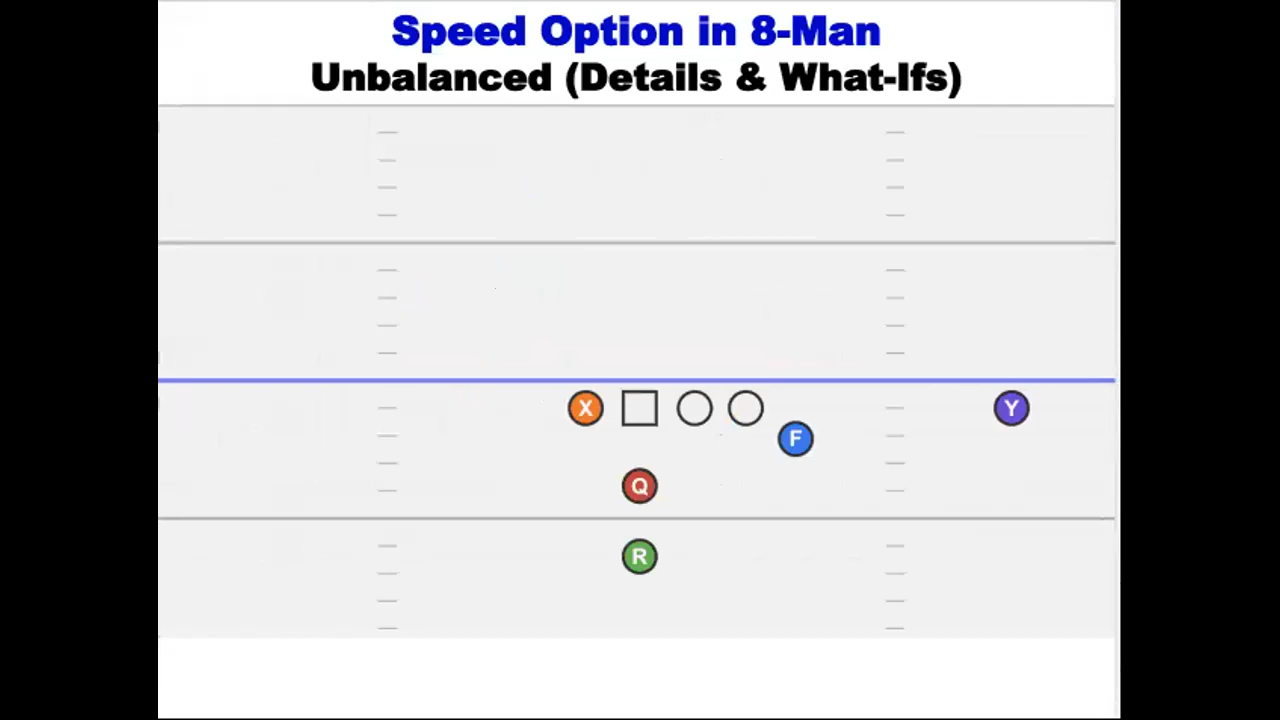 Speed Option in 8-Man
Unbalanced (Details & What-Ifs)
X
Y
F
Q
R